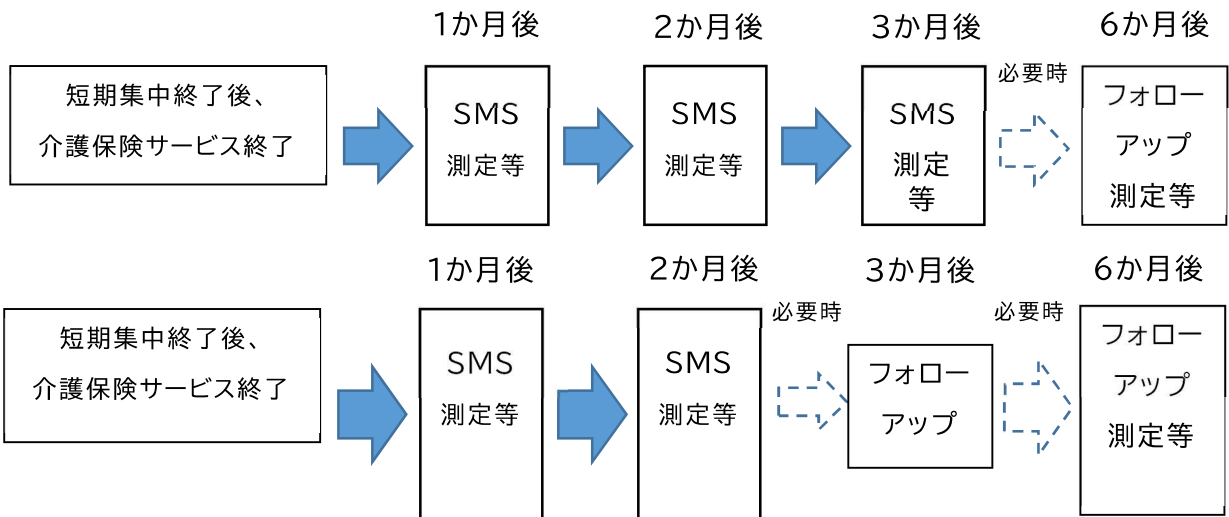 1か月後
2か月後
3か月後
6か月後
短期集中終了後、
介護保険サービス終了
SMS
測定等
SMS
測定等
SMS
測定
等
必要時
フォロー
アップ
測定等
1か月後
2か月後
3か月後
6か月後
短期集中終了後、
介護保険サービス終了
SMS
測定等
SMS
測定等
必要時
フォロー
アップ
必要時
フォロー
アップ
測定等